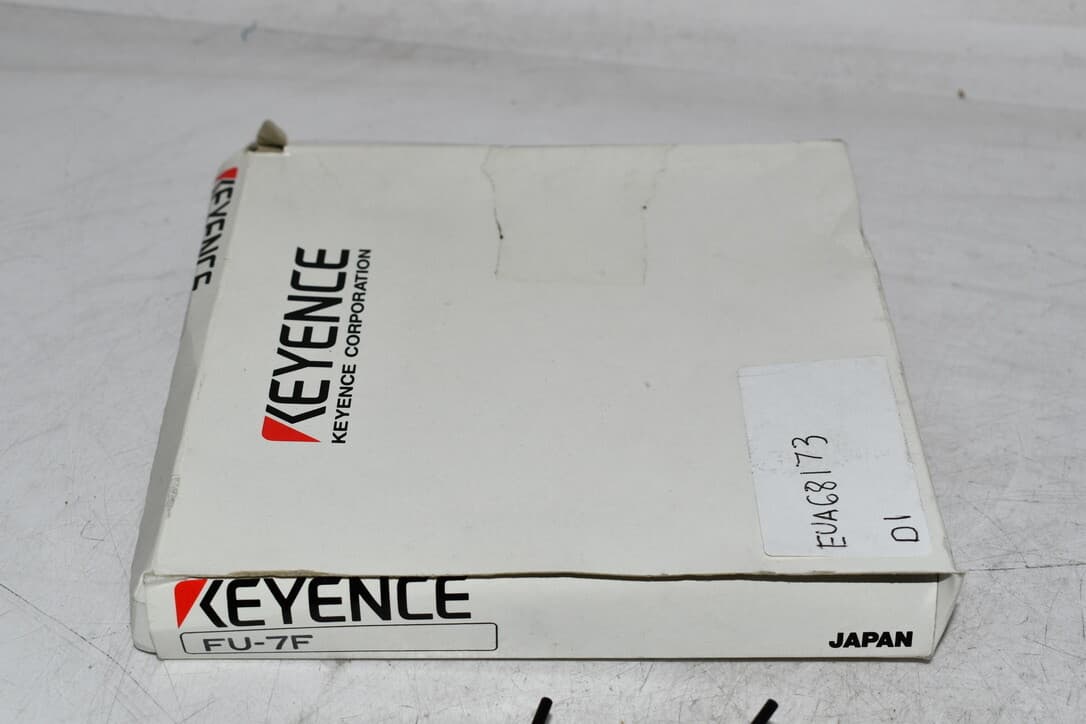 KEYENCE
KEYENCE
KEYENCE CORPORATION
EUA68173
D1
KEYENCE
FU-7F
JAPAN